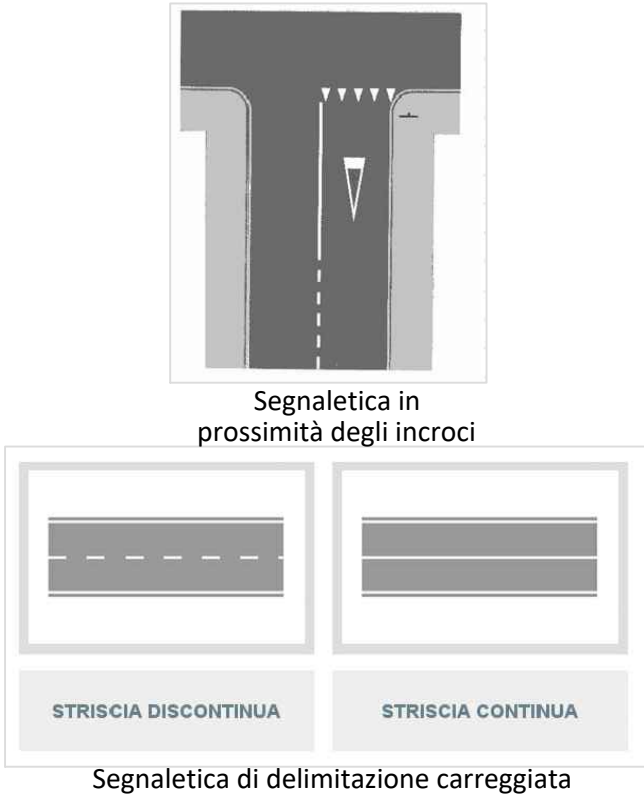 Segnaletica in
prossimità degli incroci
STRISCIA DISCONTINUA
STRISCIA CONTINUA
Segnaletica di delimitazione carreggiata